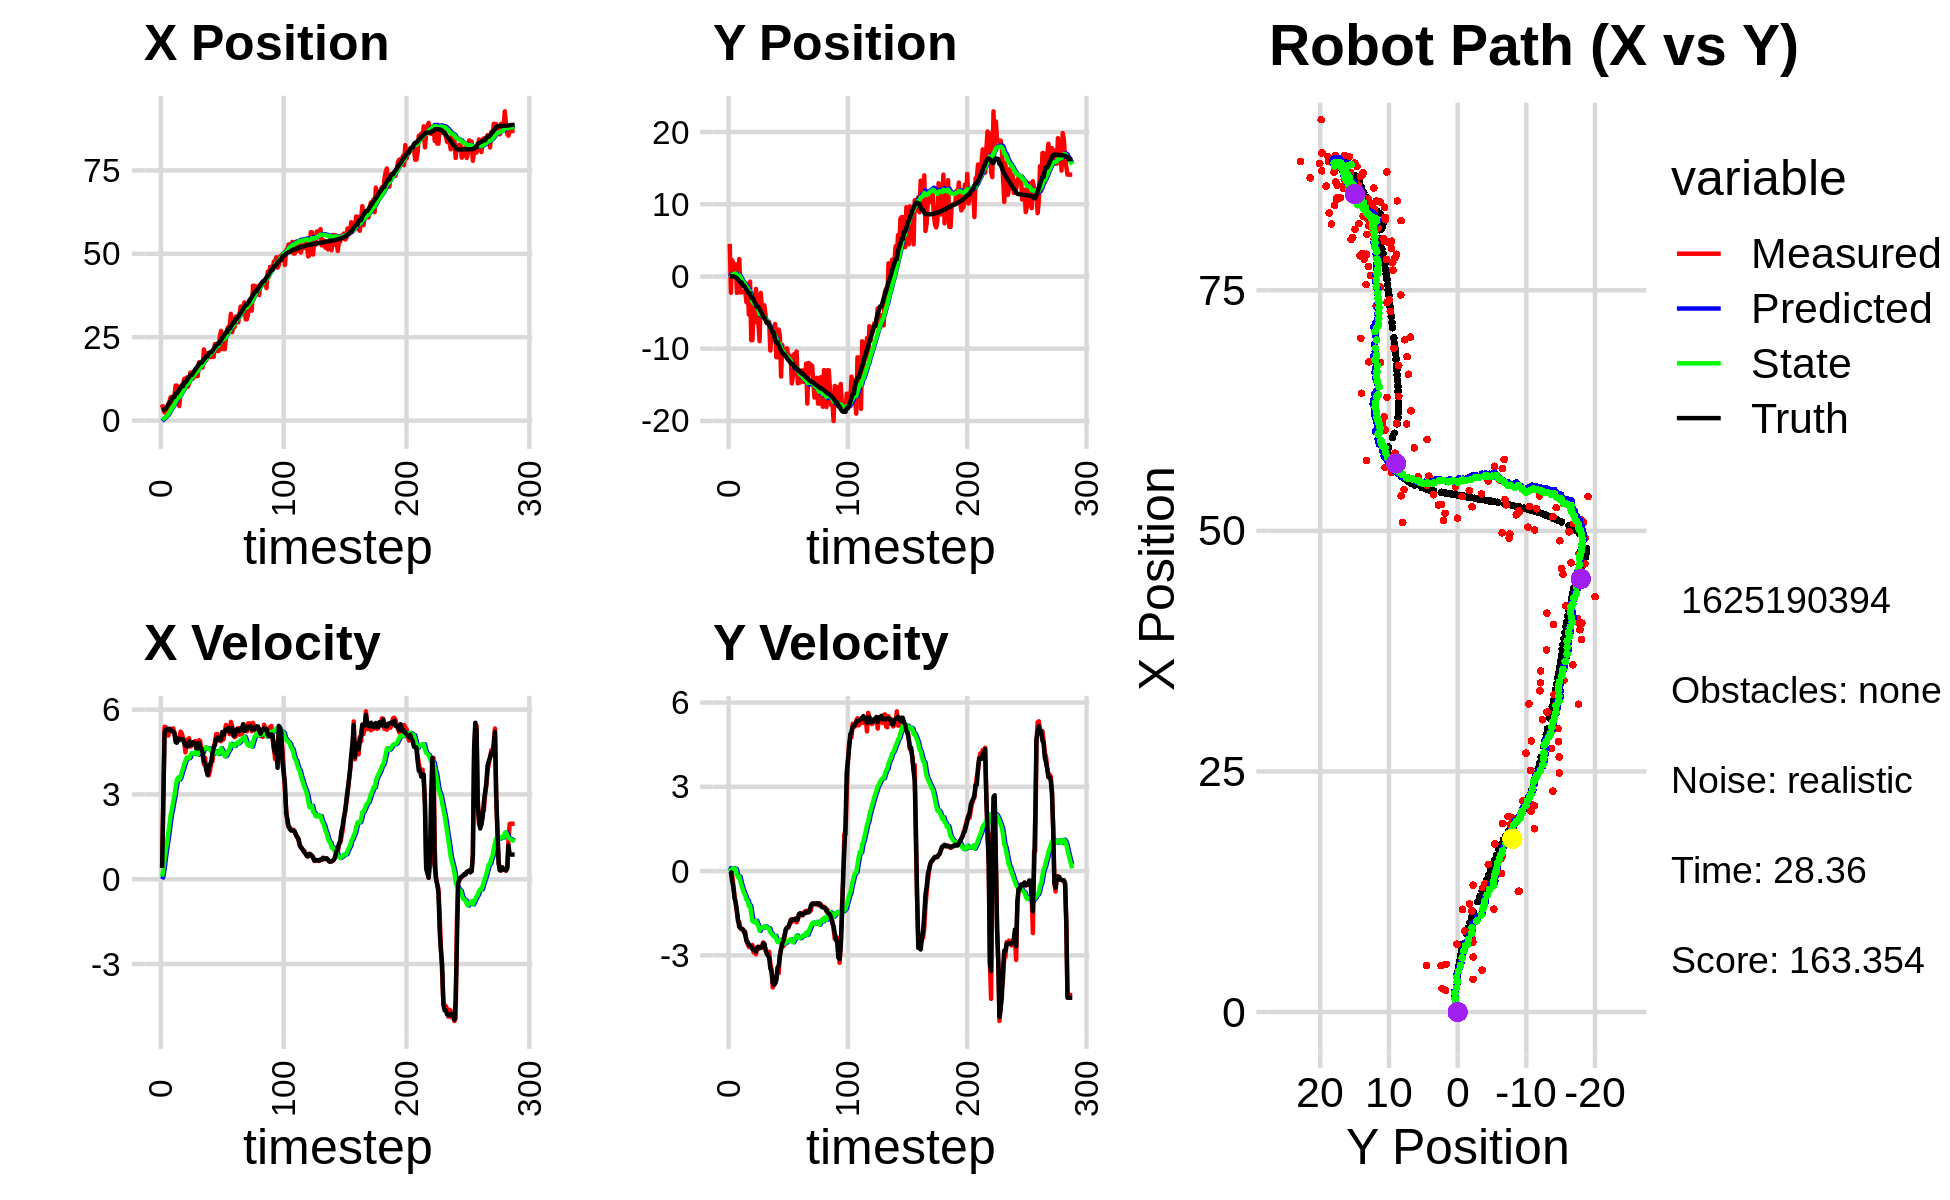 X Position
75
50
25
0
0
100
200
300
timestep
Y Position
20
10
0
-10
-20
0
100
200
300
timestep
X Velocity
6
3
0
-3
0
100
200
300
timestep
Y Velocity
6
3
0
-3
0
100
200
300
timestep
Robot Path (X vs Y)
X Position
75
50
25
0
20 10 0 -10 -20
Y Position
variable
Measured
Predicted
State
Truth
1625190394
Obstacles: none
Noise: realistic
Time: 28.36
Score: 163.354